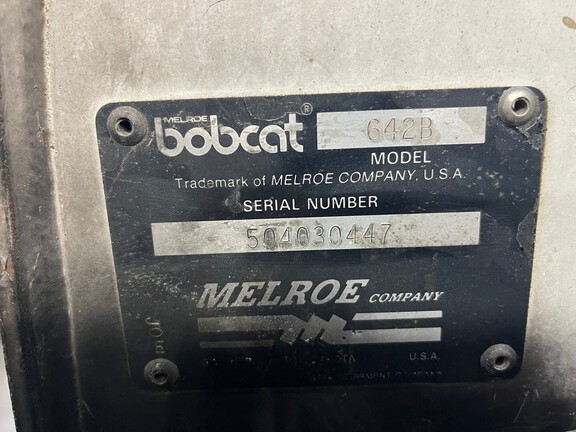 MELROE
bobcat ® 642B
MODEL
Trademark of MELROE COMPANY, U.S.A.
SERIAL NUMBER
504030447
MELROE COMPANY
U.S.A.